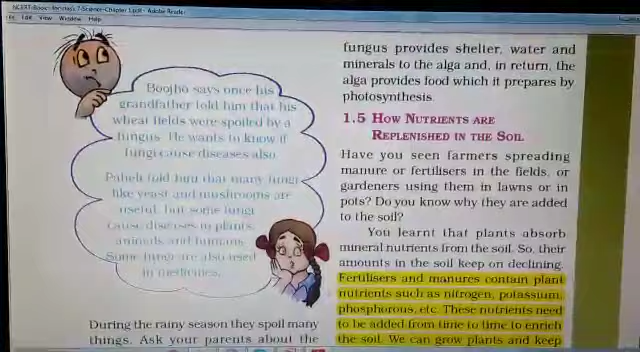 File Edit View Window Help
Boojho says once his
grandfather told him that his
wheat fields were spoiled by a
fungus. He wants to know if
fungi cause diseases also.
Paheli told him that many fungi
like yeast and mushrooms are
useful, but some fungi
cause diseases in plants,
animals and humans.
Some fungi are also used
in medicines.
During the rainy season they spoil many
things. Ask your parents about the
fungus provides shelter, water and
minerals to the alga and, in return, the
alga provides food which it prepares by
photosynthesis.
1.5 HOW NUTRIENTS ARE
REPLENISHED IN THE SOIL
Have you seen farmers spreading
manure or fertilisers in the fields, or
gardeners using them in lawns or in
pots? Do you know why they are added
to the soil?
You learnt that plants absorb
mineral nutrients from the soil. So, their
amounts in the soil keep on declining.
Fertilisers and manures contain plant
nutrients such as nitrogen, potassium,
phosphorous, etc. These nutrients need
to be added from time to time to enrich
the soil. We can grow plants and keep